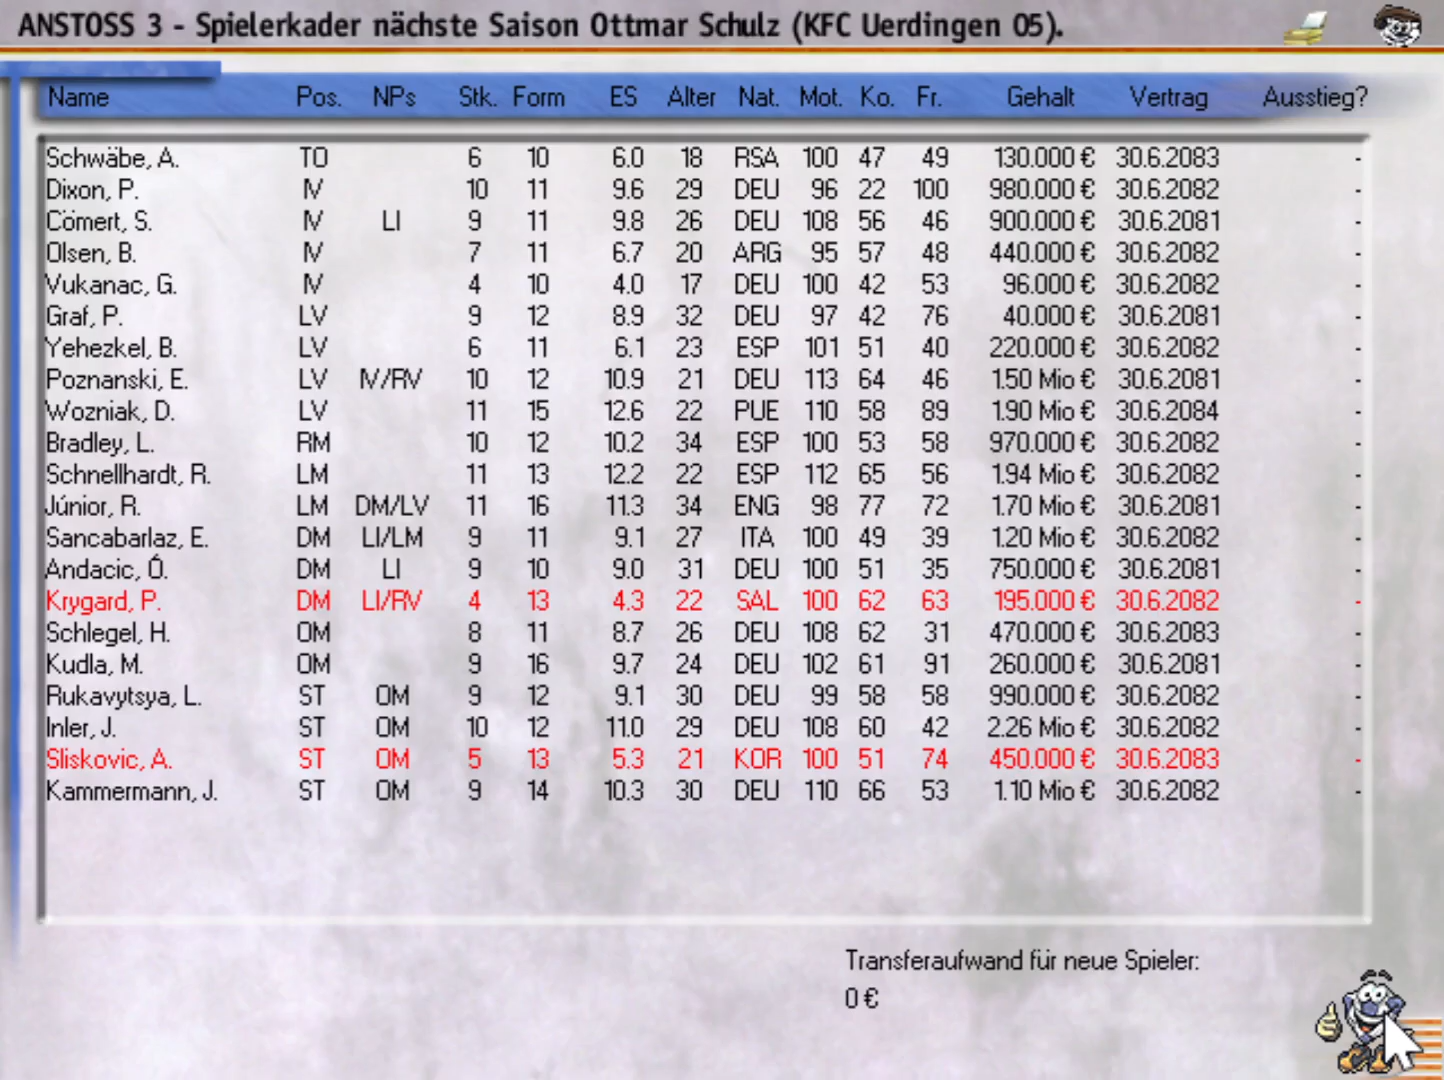 ANSTOSS 3 - Spielerkader nächste Saison Ottmar Schulz (KFC Uerdingen 05).
Name Pos. NPs Stk. Form ES Alter Nat. Mot. Ko. Fr. Gehalt Vertrag Ausstieg?
Schwäbe, A. TO 6 10 6.0 18 RSA 100 47 49 130.000 € 30.6.2083 -
Dixon, P. IV 10 11 9.6 29 DEU 96 22 100 980.000 € 30.6.2082 -
Cömert, S. IV LI 9 11 9.8 26 DEU 108 56 46 900.000 € 30.6.2081 -
Olsen, B. IV 7 11 6.7 20 ARG 95 57 48 440.000 € 30.6.2082 -
Vukanac, G. IV 4 10 4.0 17 DEU 100 42 53 96.000 € 30.6.2082 -
Graf, P. LV 9 12 8.9 32 DEU 97 42 76 40.000 € 30.6.2081 -
Yehezkel, B. LV 6 11 6.1 23 ESP 101 51 40 220.000 € 30.6.2082 -
Poznanski, E. LV IV/RV 10 12 10.9 21 DEU 113 64 46 1.50 Mio € 30.6.2081 -
Wozniak, D. LV 11 15 12.6 22 PUE 110 58 89 1.90 Mio € 30.6.2084 -
Bradley, L. RM 10 12 10.2 34 ESP 100 53 58 970.000 € 30.6.2082 -
Schnellhardt, R. LM 11 13 12.2 22 ESP 112 65 56 1.94 Mio € 30.6.2082 -
Júnior, R. LM DM/LV 11 16 11.3 34 ENG 98 77 72 1.70 Mio € 30.6.2081 -
Sancabarlaz, E. DM LI/LM 9 11 9.1 27 ITA 100 49 39 1.20 Mio € 30.6.2082 -
Andacic, Ó. DM LI 9 10 9.0 31 DEU 100 51 35 750.000 € 30.6.2081 -
Krygard, P. DM LI/RV 4 13 4.3 22 SAL 100 62 63 195.000 € 30.6.2082 -
Schlegel, H. OM 8 11 8.7 26 DEU 108 62 31 470.000 € 30.6.2083 -
Kudla, M. OM 9 16 9.7 24 DEU 102 61 91 260.000 € 30.6.2081 -
Rukavytsya, L. ST OM 9 12 9.1 30 DEU 99 58 58 990.000 € 30.6.2082 -
Inler, J. ST OM 10 12 11.0 29 DEU 108 60 42 2.26 Mio € 30.6.2082 -
Sliskovic, A. ST OM 5 13 5.3 21 KOR 100 51 74 450.000 € 30.6.2083 -
Kammermann, J. ST OM 9 14 10.3 30 DEU 110 66 53 1.10 Mio € 30.6.2082 -
Transferaufwand für neue Spieler:
0 €